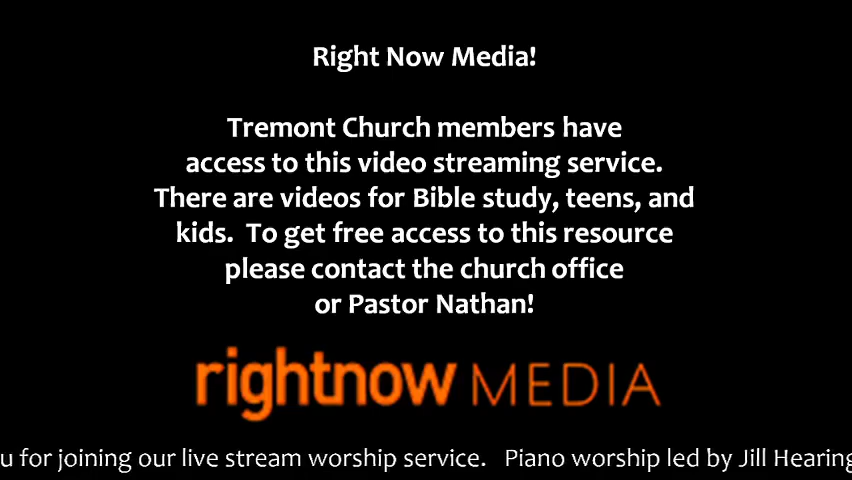 Right Now Media!
Tremont Church members have
access to this video streaming service.
There are videos for Bible study, teens, and
kids.  To get free access to this resource
please contact the church office
or Pastor Nathan!
rightnow MEDIA
u for joining our live stream worship service.   Piano worship led by Jill Hearing